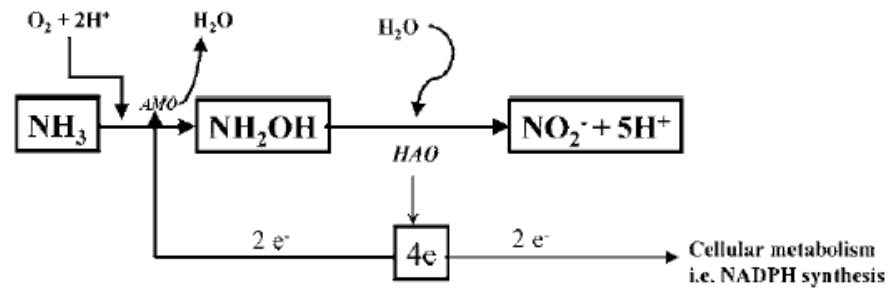 O₂ + 2H⁺
H₂O
H₂O
AMO
NH₃
NH₂OH
NO₂⁻ + 5H⁺
HAO
2 e⁻
4e
2 e⁻
Cellular metabolism
i.e. NADPH synthesis